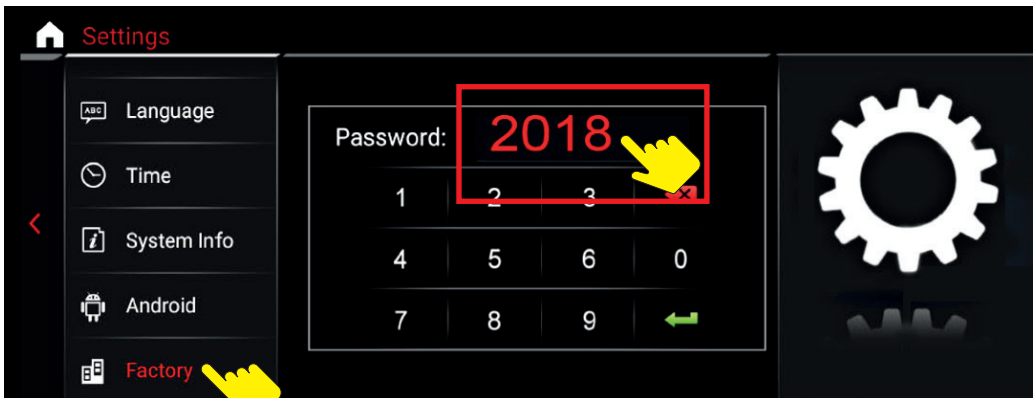 Settings
ABC Language
Time
i System Info
Android
Factory
Password: 2018
1 2 3
4 5 6 0
7 8 9